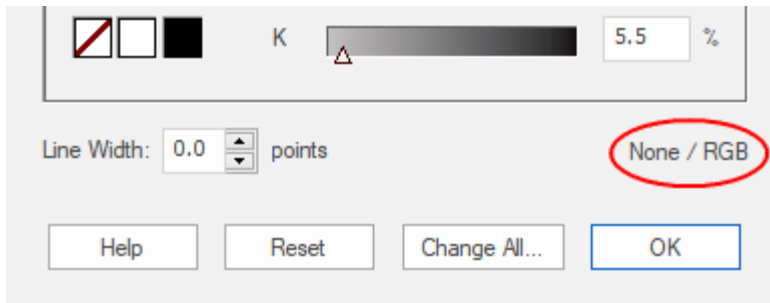 K 5.5 %
Line Width: 0.0 points None / RGB
Help Reset Change All... OK